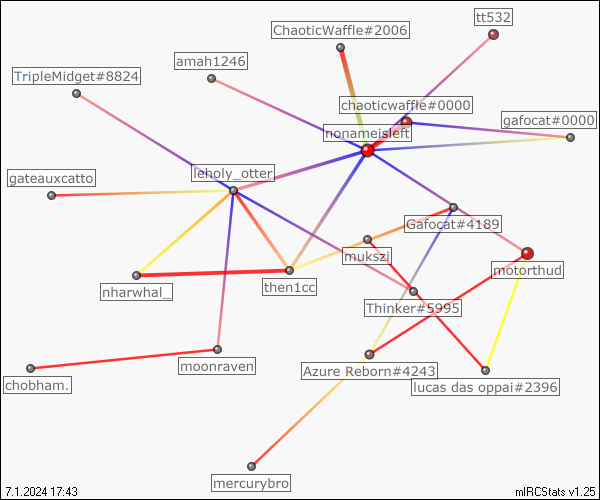 tt532
ChaoticWaffle#2006
amah1246
TripleMidget#8824
chaoticwaffle#0000
gafocat#0000
nonameisleft
leholy_otter
gateauxcatto
Gafocat#4189
mukszi
motorthud
nharwhal_
then1cc
Thinker#5995
moonraven
Azure Reborn#4243
chobham.
lucas das oppai#2396
mercurybro
7.1.2024 17:43
mIRCStats v1.25